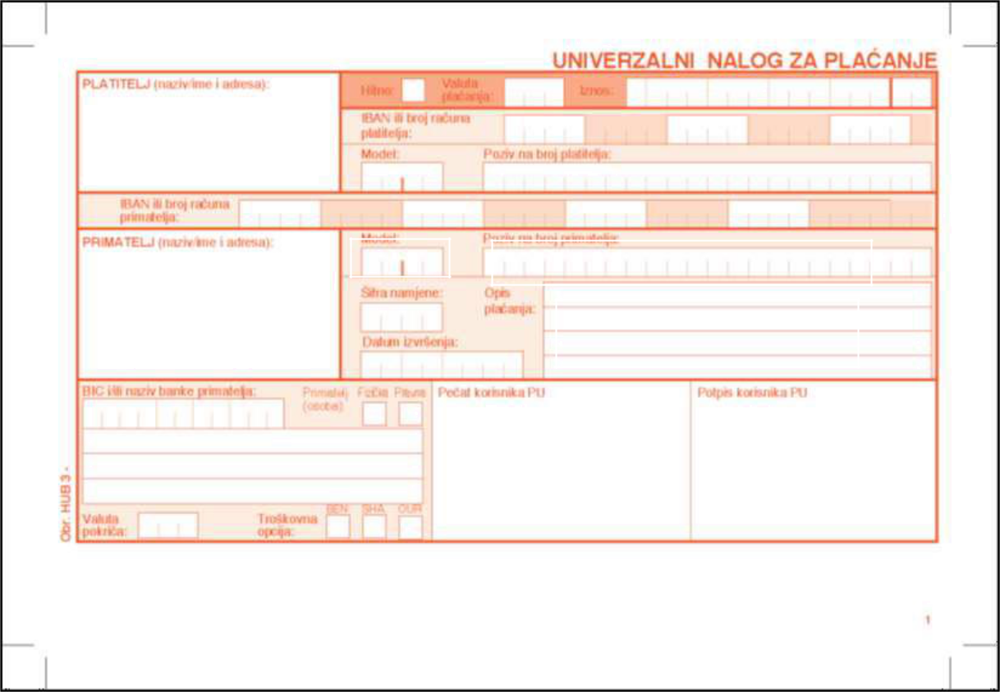 UNIVERZALNI NALOG ZA PLAĆANJE
PLATITELJ (naziv/ime i adresa):
Hitno:
Valuta
plaćanja:
Iznos:
IBAN ili broj računa
platitelja:
Model:
Poziv na broj platitelja:
IBAN ili broj računa
primatelja:
PRIMATELJ (naziv/ime i adresa):
Model:
Poziv na broj primatelja:
Šifra namjene:
Opis
plaćanja:
Datum izvršenja:
BIC i/ili naziv banke primatelja:
Primatelj
(osoba):
Fizička
Pravna
Pečat korisnika PU
Potpis korisnika PU
Valuta
pokrića:
Troškovna
opcija:
BEN
SHA
OUR
Obr. HUB 3 -
1